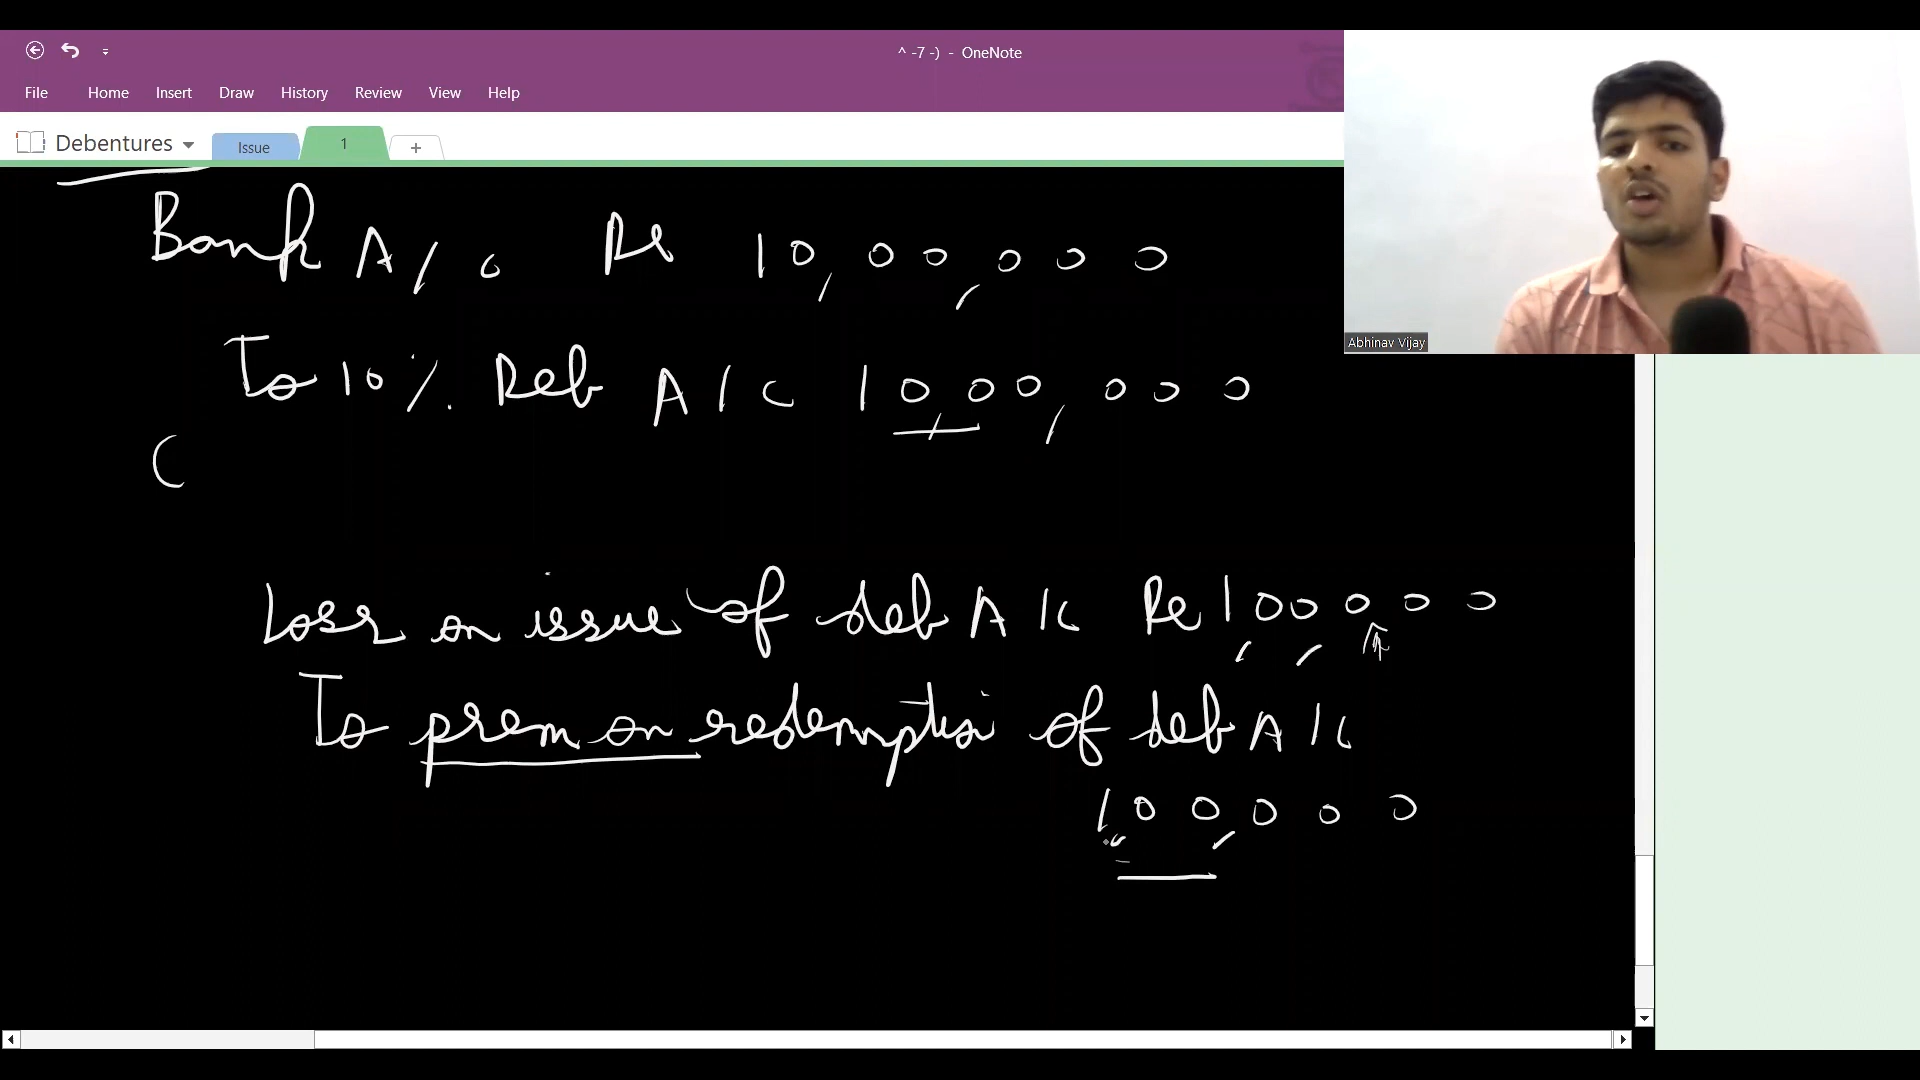 ^ -7 -) - OneNote
File Home Insert Draw History Review View Help
Debentures Issue 1 +
Bank A/c Dr 10,00,000
To 10% Deb A/c 10,00,000
(
Loss on issue of deb A/c Dr 1,00,000
To prem on redemption of deb A/c
1,00,000
Abhinav Vijay